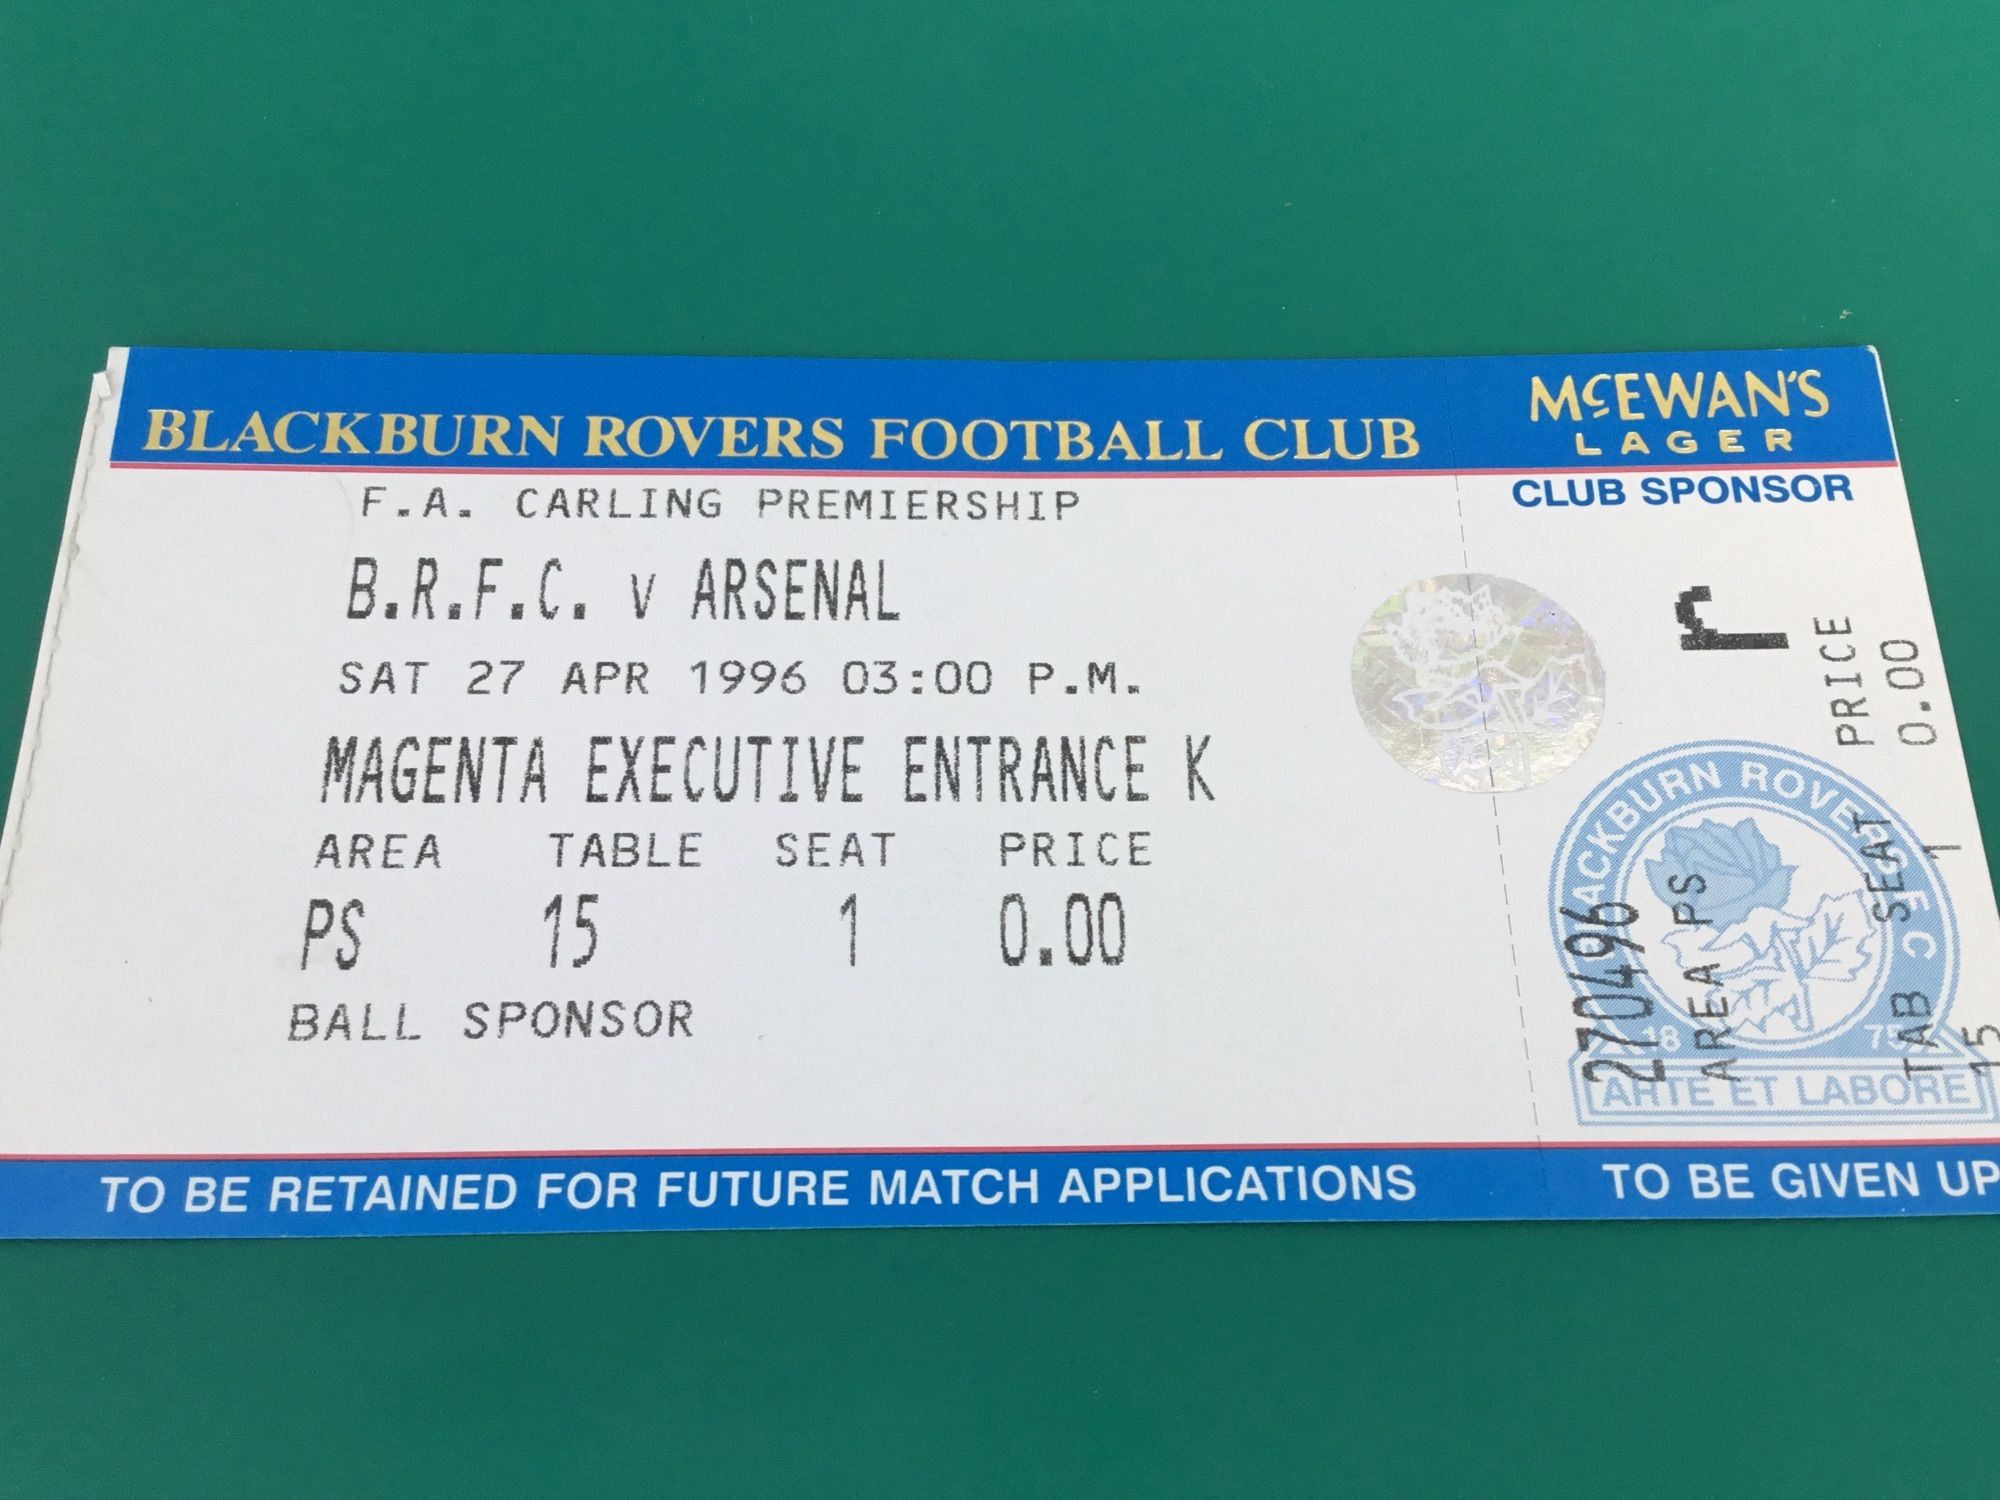 BLACKBURN ROVERS FOOTBALL CLUB
F.A. CARLING PREMIERSHIP
B.R.F.C. v ARSENAL
SAT 27 APR 1996 03:00 P.M.
MAGENTA EXECUTIVE ENTRANCE K
AREA TABLE SEAT PRICE
PS 15 1 0.00
BALL SPONSOR
TO BE RETAINED FOR FUTURE MATCH APPLICATIONS
McEWAN'S
LAGER
CLUB SPONSOR
r
270496
AREA PS
PRICE
TAB SEAT
0.00
15 1
BLACKBURN ROVERS F.C.
18 75
ARTE ET LABORE
TO BE GIVEN UP